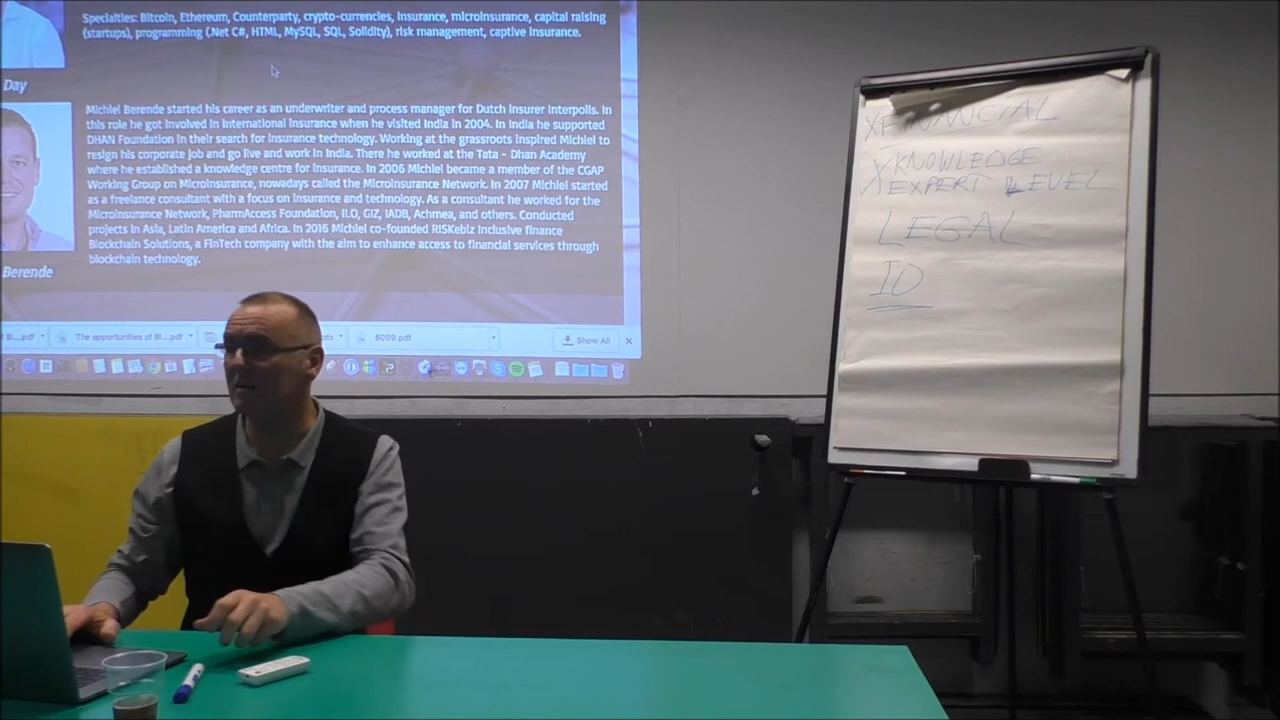 Specialties: Bitcoin, Ethereum, Counterparty, crypto-currencies, insurance, microinsurance, capital raising
(startups), programming (.Net C#, HTML, MySQL, SQL, Solidity), risk management, captive insurance.
Day
Michiel Berende started his career as an underwriter and process manager for Dutch insurer Interpolis. In
this role he got involved in international insurance when he visited India in 2004. In India he supported
DHAN Foundation in their search for insurance technology. Working at the grassroots inspired Michiel to
resign his corporate job and go live and work in India. There he worked at the Tata - Dhan Academy
where he established a knowledge centre for insurance. In 2006 Michiel became a member of the CGAP
Working Group on Microinsurance, nowadays called the Microinsurance Network. In 2007 Michiel started
as a freelance consultant with a focus on insurance and technology. As a consultant he worked for the
Microinsurance Network, PharmAccess Foundation, ILO, GIZ, IADB, Achmea, and others. Conducted
projects in Asia, Latin America and Africa. In 2016 Michiel co-founded RISKebiz inclusive finance
Blockchain Solutions, a FinTech company with the aim to enhance access to financial services through
blockchain technology.
Berende
The opportunities of Bl....pdf 6099.pdf Show All
X FINANCIAL
X KNOWLEDGE
X EXPERT LEVEL
LEGAL
ID